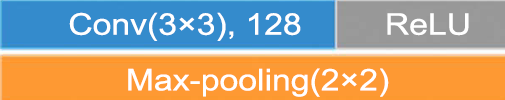 Conv(3×3), 128 ReLU
Max-pooling(2×2)